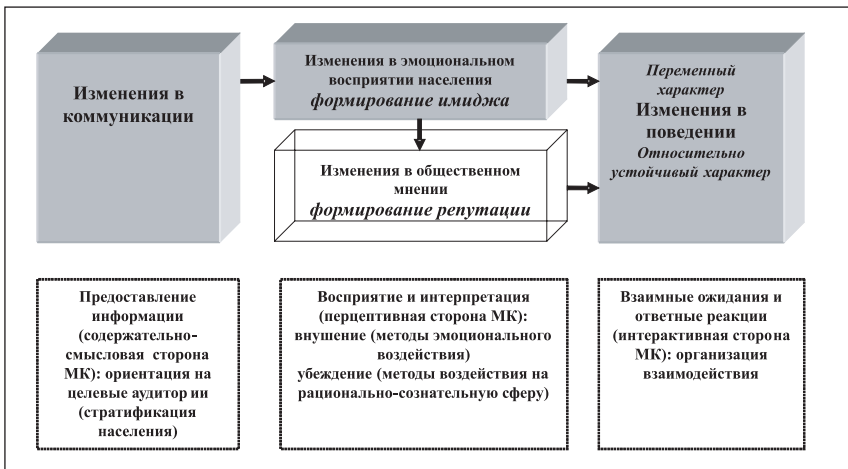 Изменения в
коммуникации
Изменения в эмоциональном
восприятии населения
формирование имиджа
Изменения в общественном
мнении
формирование репутации
Переменный
характер
Изменения в
поведении
Относительно
устойчивый характер
Предоставление
информации
(содержательно-
смысловая сторона
МК): ориентация на
целевые аудитор ии
(стратификация
населения)
Восприятие и интерпретация
(перцептивная сторона МК):
внушение (методы эмоционального
воздействия)
убеждение (методы воздействия на
рационально-сознательную сферу)
Взаимные ожидания и
ответные реакции
(интерактивная сторона
МК): организация
взаимодействия